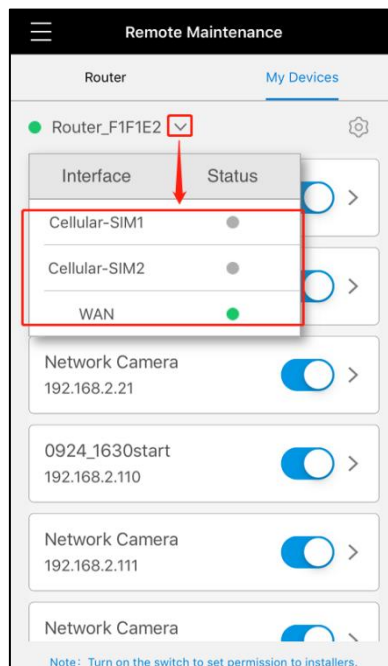 Remote Maintenance
Router
My Devices
Router_F1F1E2
Interface Status
Cellular-SIM1
Cellular-SIM2
WAN
Network Camera
192.168.2.21
0924_1630start
192.168.2.110
Network Camera
192.168.2.111
Network Camera
Note: Turn on the switch to set permission to installers.